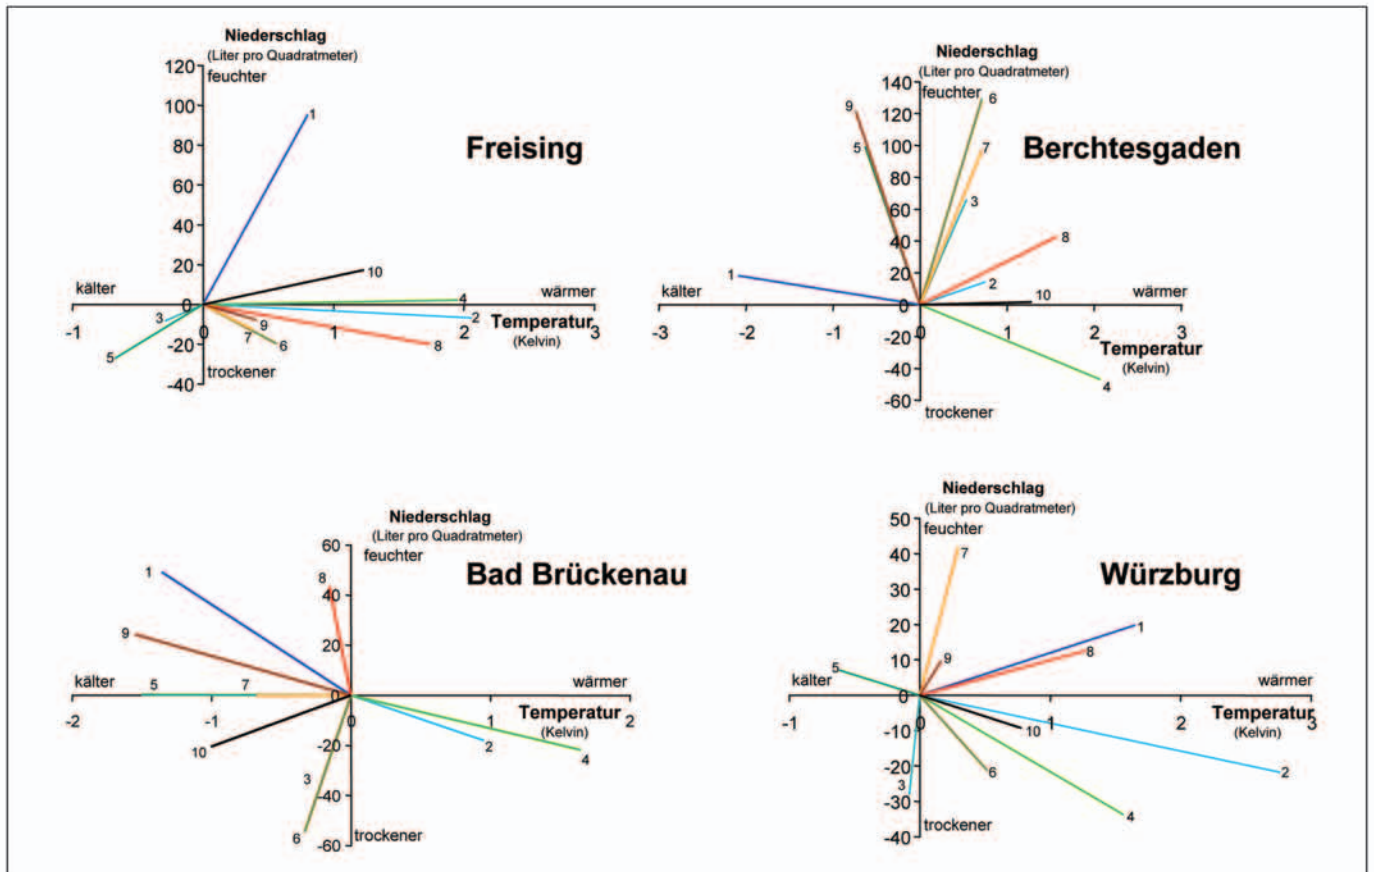 Niederschlag
(Liter pro Quadratmeter)
120
feuchter
100
80
60
40
20
0
-20
-40
1
Freising
10
kälter
4
wärmer
3
2
Temperatur
(Kelvin)
9
7
6
8
5
trockener
-1
0
1
2
3
Niederschlag
(Liter pro Quadratmeter)
140
feuchter
120
100
80
60
40
20
0
-20
-40
-60
9
6
5
7
Berchtesgaden
3
8
1
2
kälter
10
wärmer
-3
-2
-1
0
1
2
3
Temperatur
(Kelvin)
4
trockener
Niederschlag
(Liter pro Quadratmeter)
60
feuchter
40
20
0
-20
-40
-60
8
1
Bad Brückenau
9
kälter
5
7
wärmer
-2
-1
0
1
2
Temperatur
(Kelvin)
10
2
4
3
6
trockener
Niederschlag
(Liter pro Quadratmeter)
50
feuchter
40
30
20
10
0
-10
-20
-30
-40
7
Würzburg
1
9
8
5
kälter
wärmer
-1
0
1
2
3
Temperatur
(Kelvin)
10
6
2
3
4
trockener